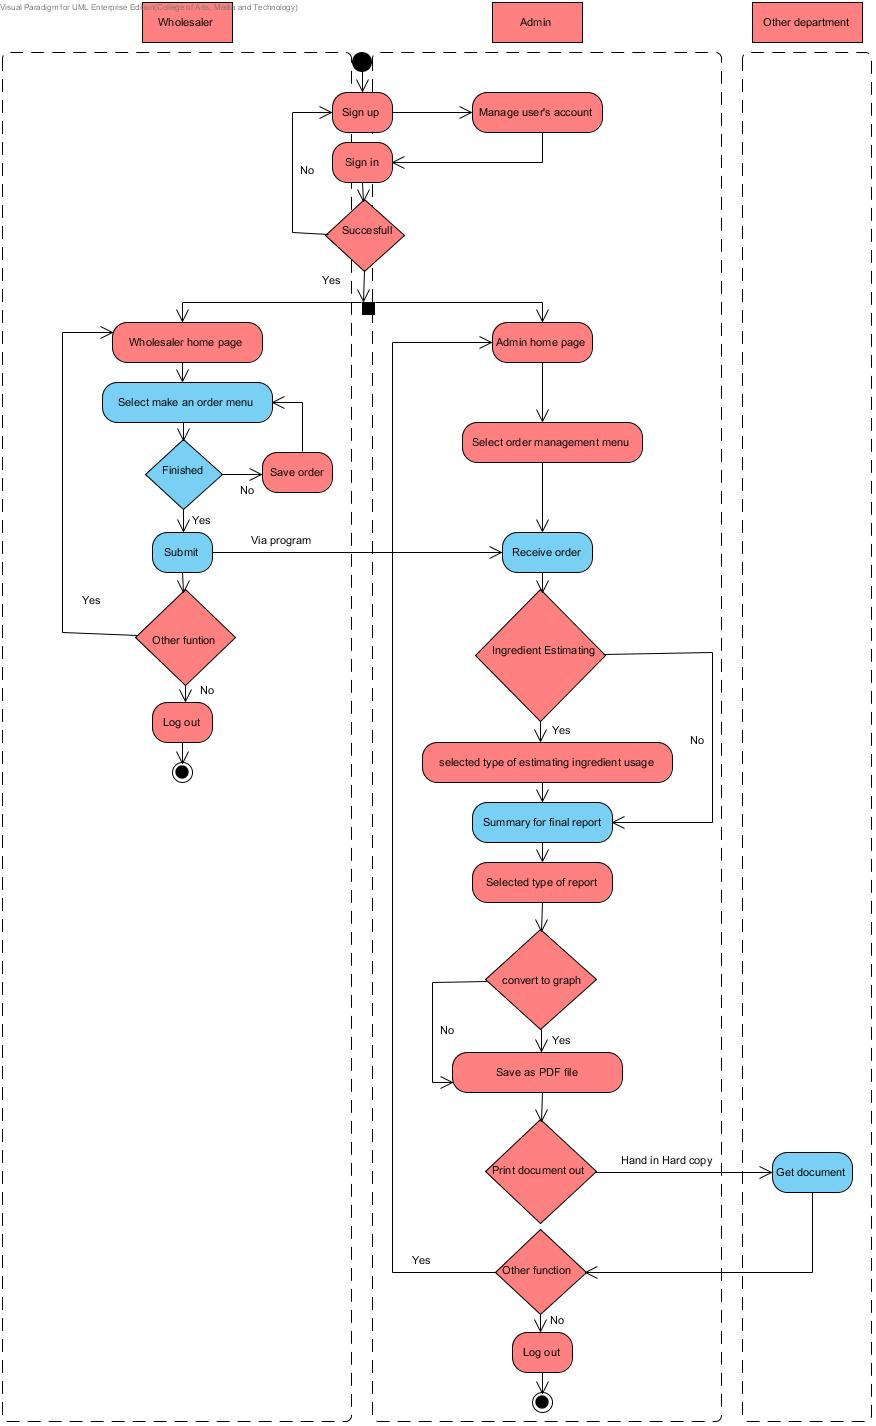 Visual Paradigm for UML Enterprise Edition(College of Arts, Media and Technology)
Wholesaler
Admin
Other department
Sign up
Manage user's account
Sign in
No
Succesfull
Yes
Wholesaler home page
Admin home page
Select make an order menu
Select order management menu
Finished
Save order
No
Yes
Submit
Via program
Receive order
Yes
Other funtion
Ingredient Estimating
No
Log out
Yes
No
selected type of estimating ingredient usage
Summary for final report
Selected type of report
convert to graph
No
Yes
Save as PDF file
Print document out
Hand in Hard copy
Get document
Yes
Other function
No
Log out